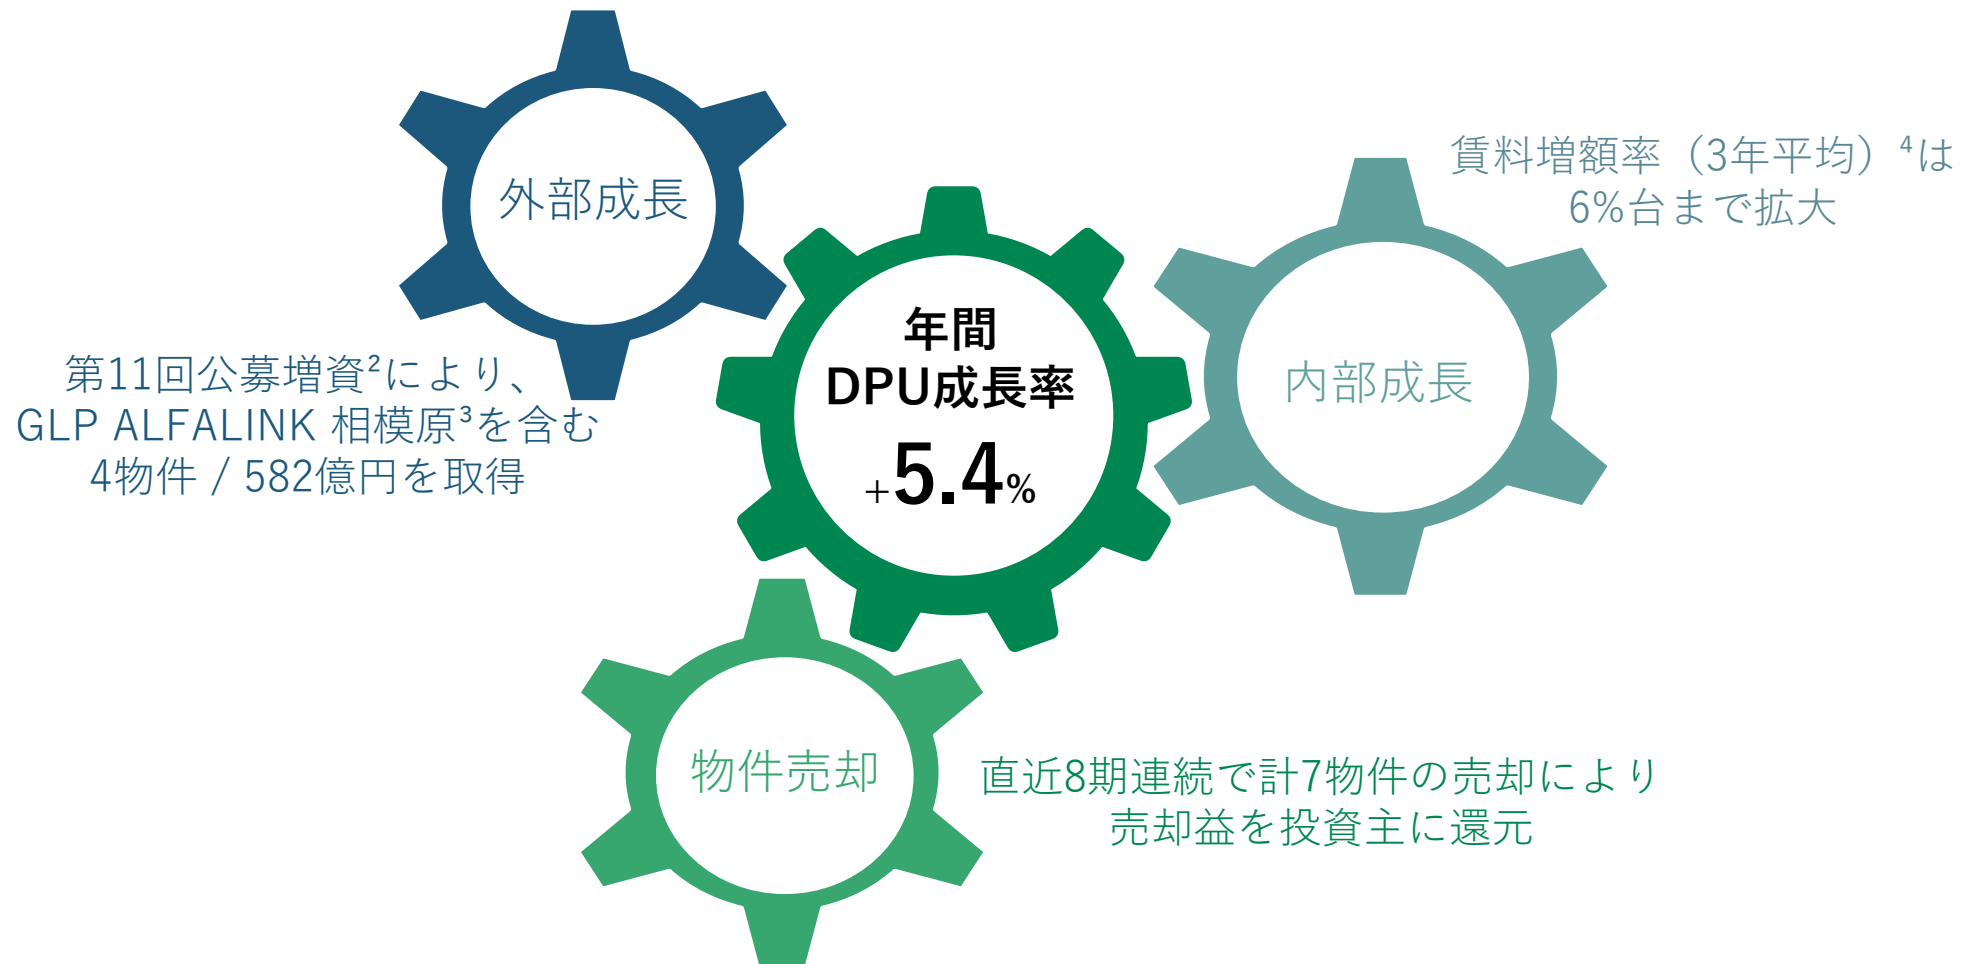 外部成長
第11回公募増資²により、
GLP ALFALINK 相模原³を含む
4物件 / 582億円を取得
年間
DPU成長率
+5.4%
賃料増額率（3年平均）⁴は
6%台まで拡大
内部成長
物件売却
直近8期連続で計7物件の売却により
売却益を投資主に還元